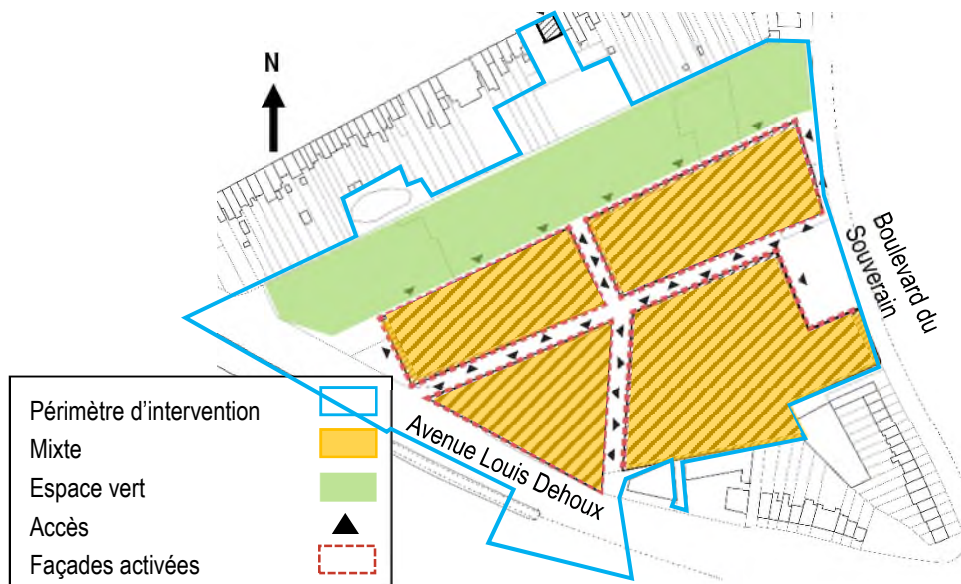 N
Boulevard du
Souverain
Avenue Louis Dehoux
Périmètre d'intervention
Mixte
Espace vert
Accès
Façades activées